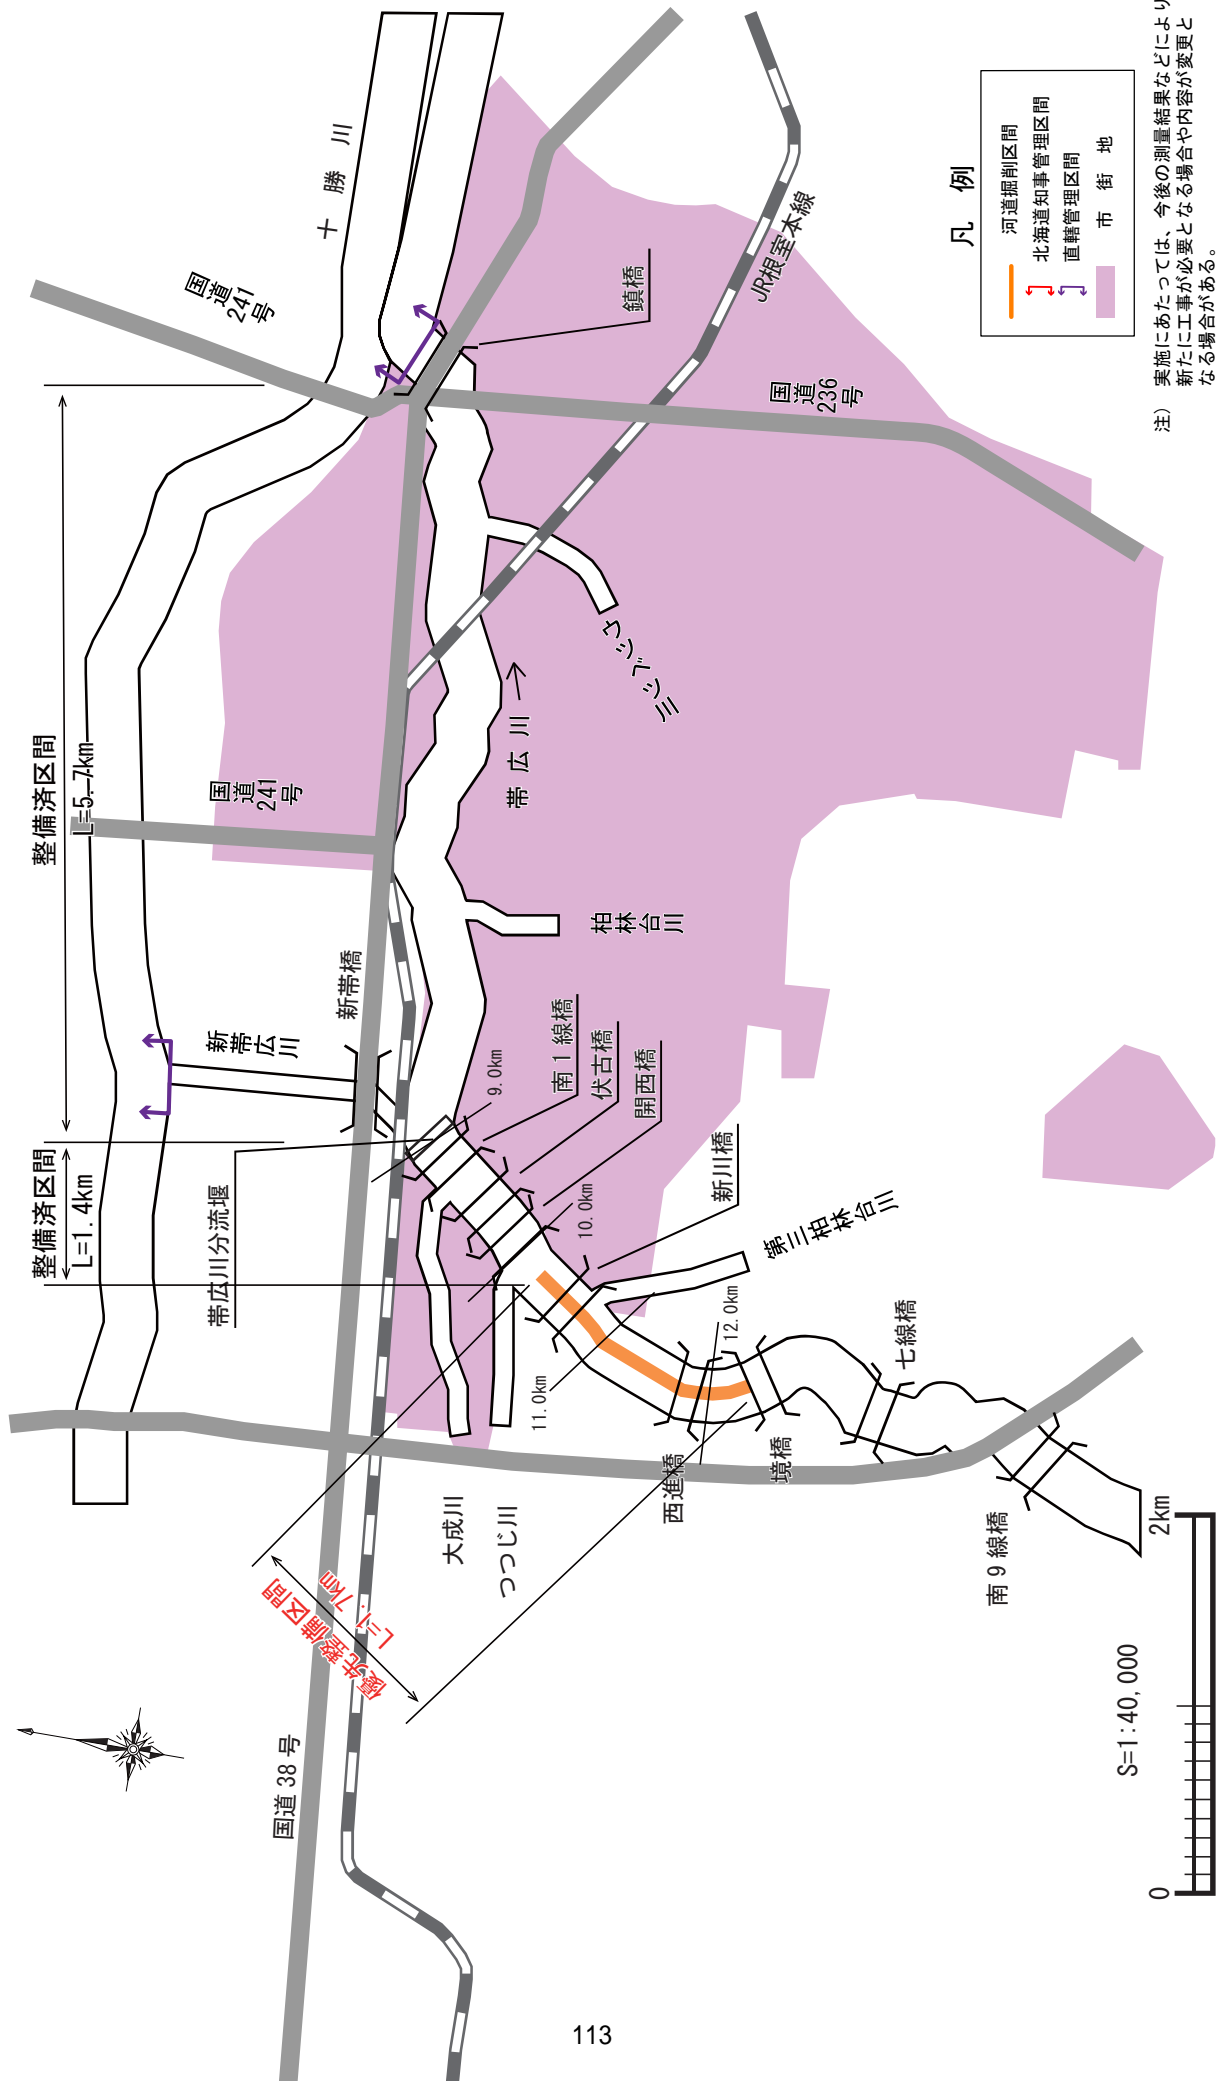 十勝川
国道241号
整備済区間
L=5.7km
国道241号
鎮橋
JR根室本線
国道236号
ウツベツ川
帯広川
柏林台川
新帯橋
新帯広川
整備済区間
L=1.4km
帯広川分流堰
9.0km
南1線橋
伏古橋
開西橋
10.0km
新川橋
第三柏林台川
11.0km
12.0km
七線橋
境橋
西進橋
大成川
つつじ川
南9線橋
優先整備区間
L=1.7km
国道38号
凡例
河道掘削区間
北海道知事管理区間
直轄管理区間
市街地
注) 実施にあたっては、今後の測量結果などにより
新たに工事が必要となる場合や内容が変更と
なる場合がある。
S=1:40,000
0
2km
113